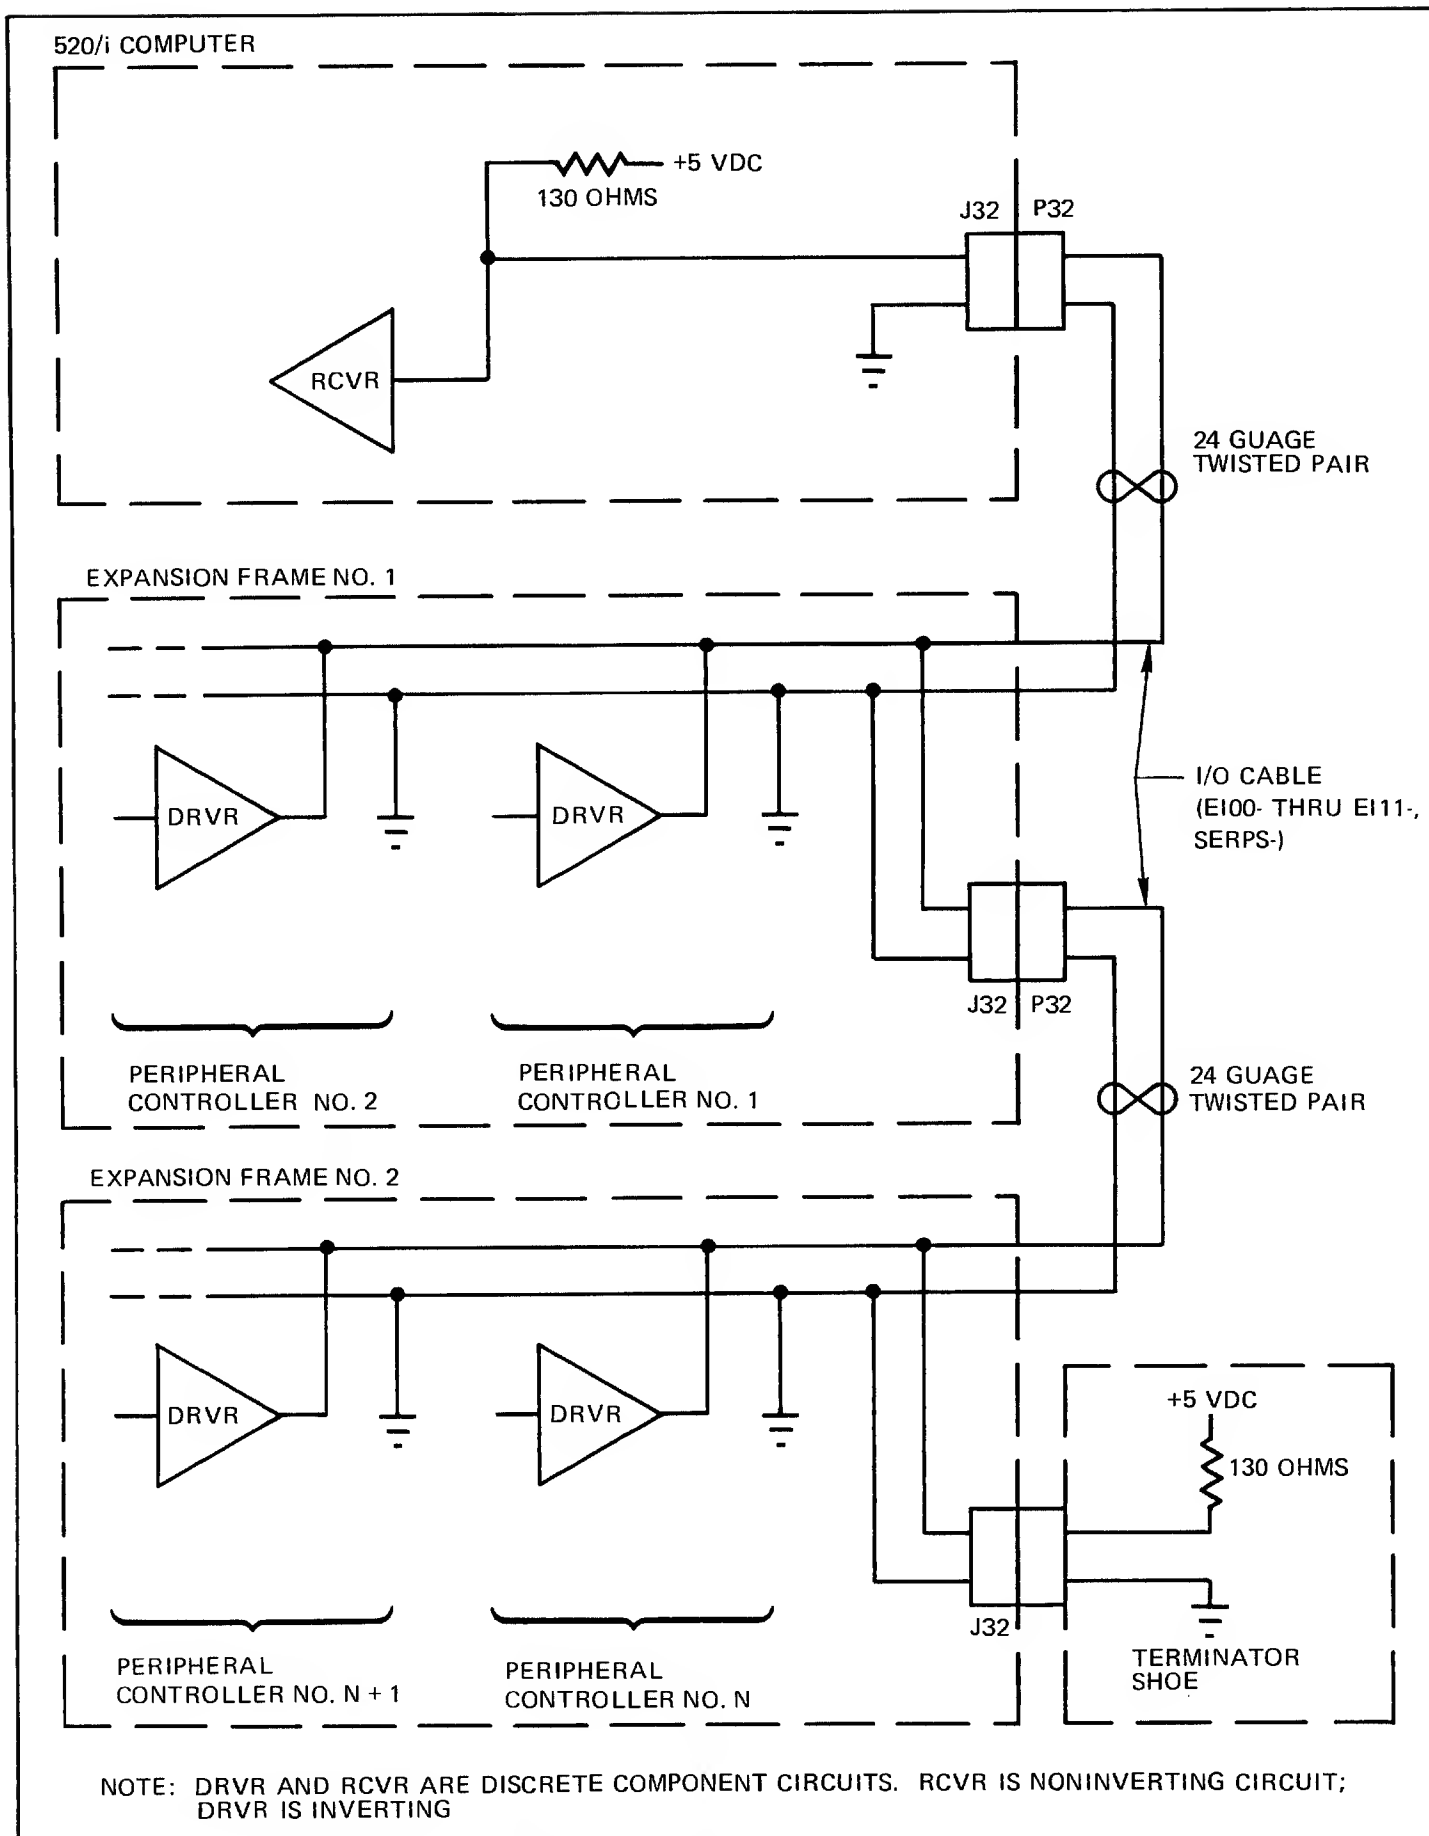 520/i COMPUTER
+5 VDC
130 OHMS
J32 P32
RCVR
24 GUAGE
TWISTED PAIR
EXPANSION FRAME NO. 1
DRVR
DRVR
I/O CABLE
(EI00- THRU EI11-,
SERPS-)
J32 P32
PERIPHERAL
CONTROLLER NO. 2
PERIPHERAL
CONTROLLER NO. 1
24 GUAGE
TWISTED PAIR
EXPANSION FRAME NO. 2
DRVR
DRVR
+5 VDC
130 OHMS
J32
TERMINATOR
SHOE
PERIPHERAL
CONTROLLER NO. N + 1
PERIPHERAL
CONTROLLER NO. N
NOTE: DRVR AND RCVR ARE DISCRETE COMPONENT CIRCUITS. RCVR IS NONINVERTING CIRCUIT;
DRVR IS INVERTING